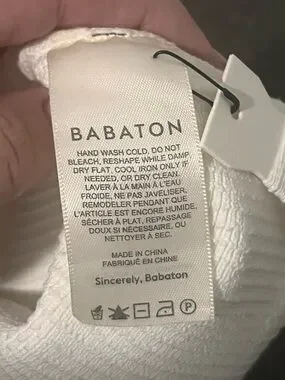 BABATON
HAND WASH COLD, DO NOT
BLEACH, RESHAPE WHILE DAMP,
DRY FLAT, COOL IRON ONLY IF
NEEDED, OR DRY CLEAN.
LAVER À LA MAIN À L'EAU
FROIDE, NE PAS JAVELISER,
REMODELER PENDANT QUE
L'ARTICLE EST ENCORE HUMIDE,
SÉCHER À PLAT, REPASSAGE
DOUX SI NÉCESSAIRE, OU
NETTOYER À SEC.
MADE IN CHINA
FABRIQUÉ EN CHINE
Sincerely, Babaton
P